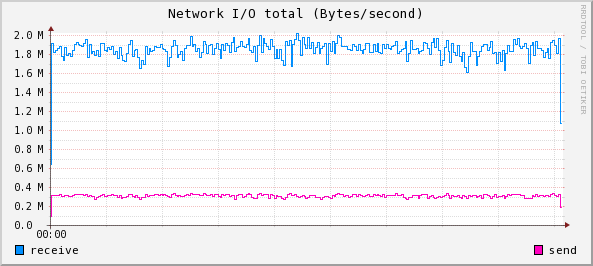 Network I/O total (Bytes/second)
2.0 M
1.8 M
1.6 M
1.4 M
1.2 M
1.0 M
0.8 M
0.6 M
0.4 M
0.2 M
0.0
00:00
receive
send
RRDTOOL / TOBI OETIKER